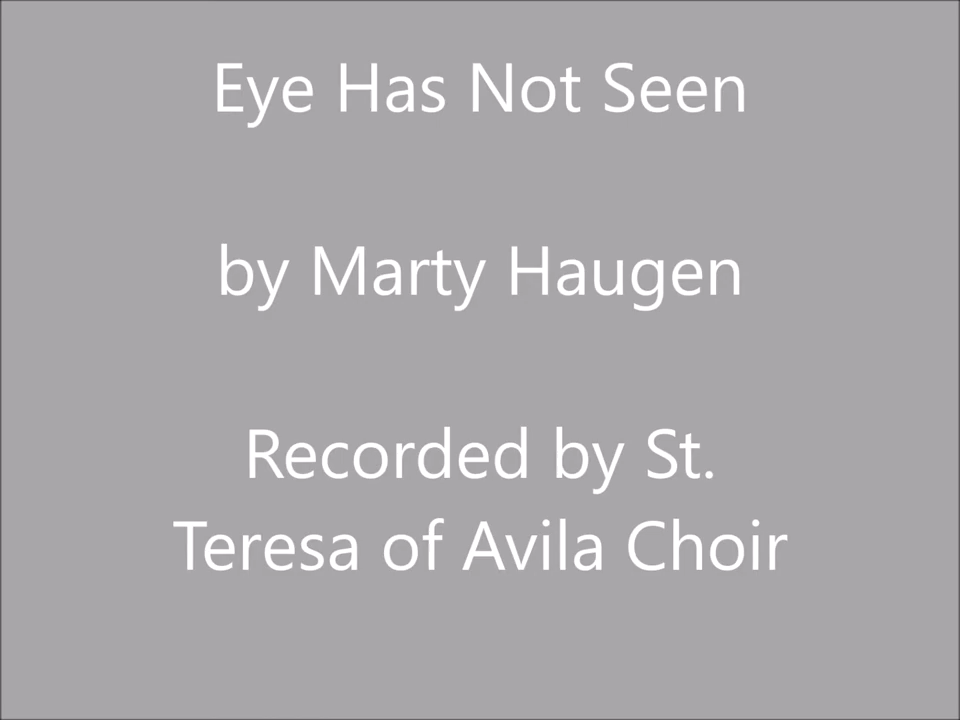 Eye Has Not Seen
by Marty Haugen
Recorded by St.
Teresa of Avila Choir